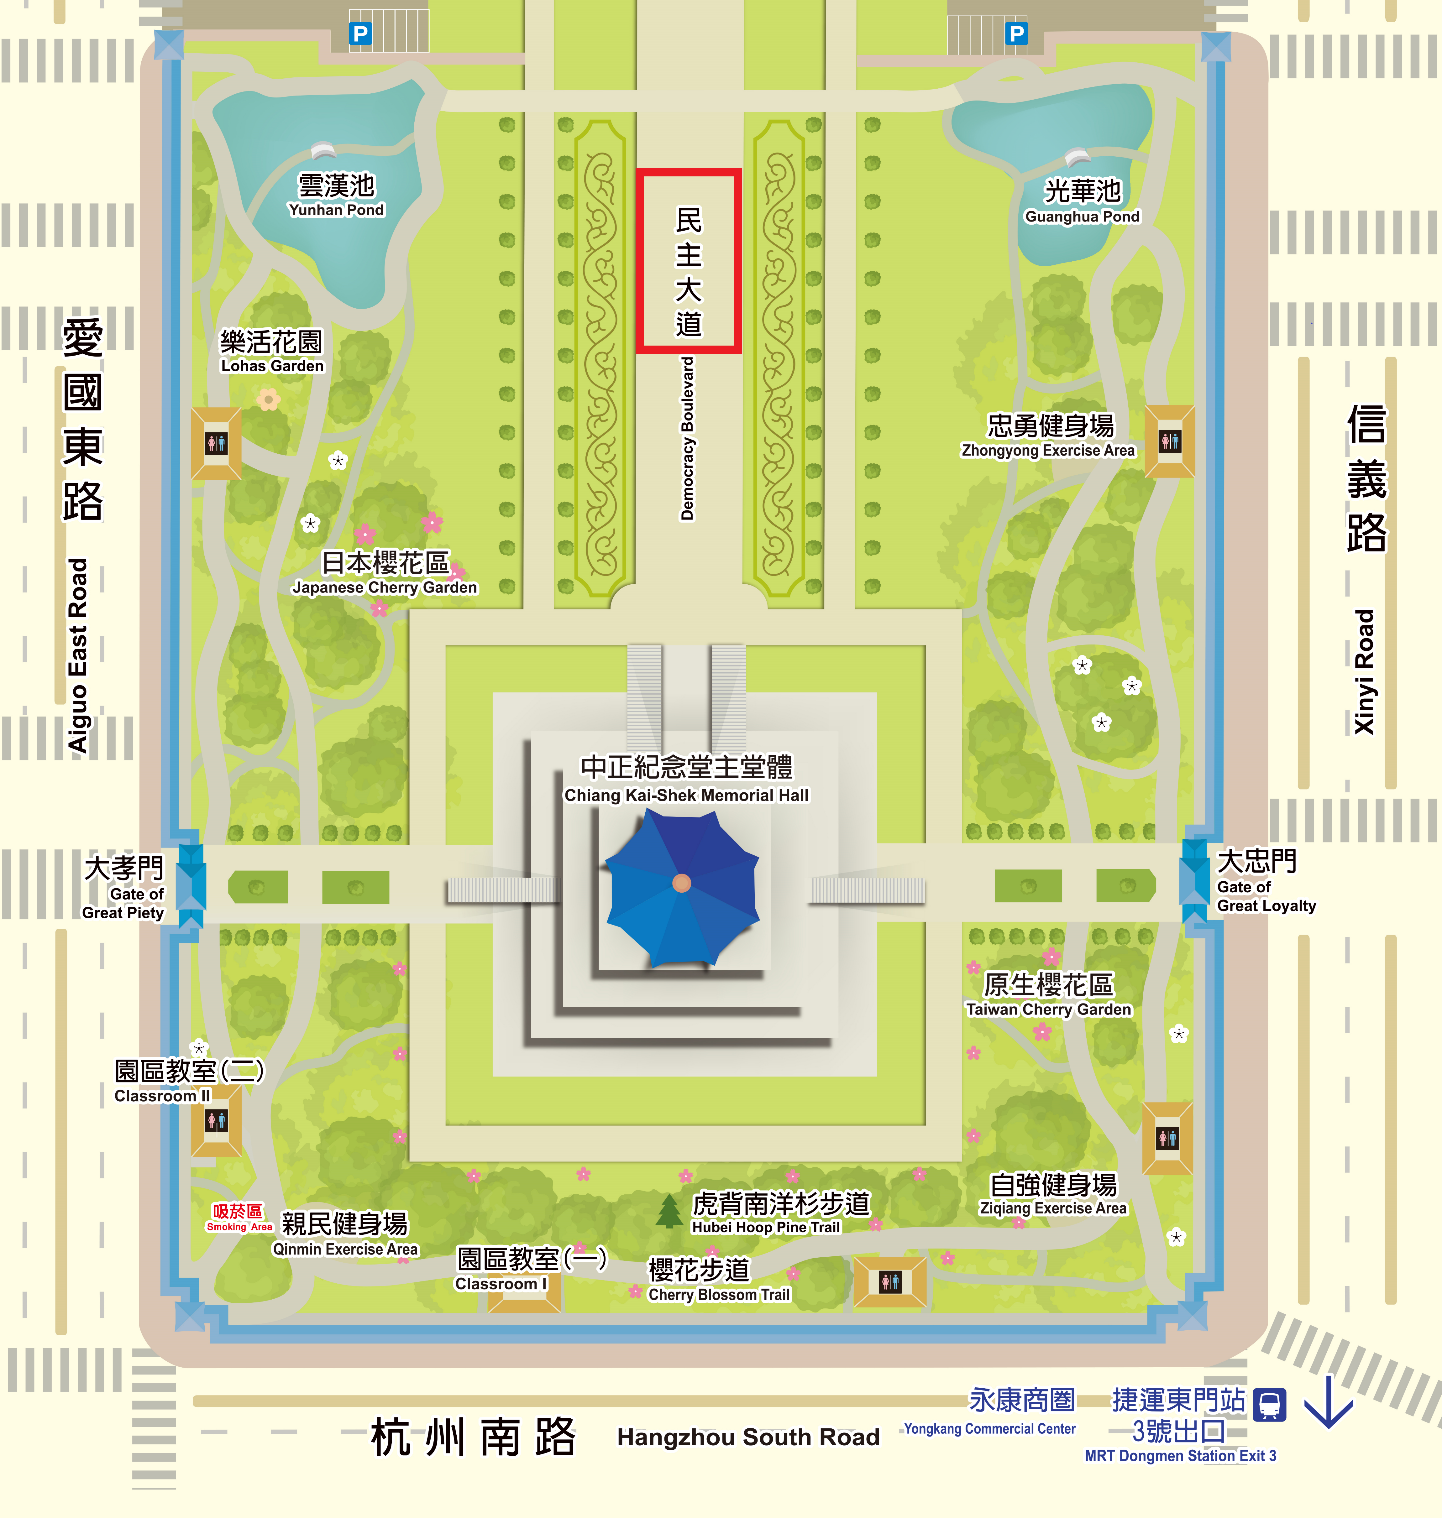 P
P
雲漢池
Yunhan Pond
光華池
Guanghua Pond
民主大道
Democracy Boulevard
樂活花園
Lohas Garden
愛國東路
Aiguo East Road
忠勇健身場
Zhongyong Exercise Area
信義路
Xinyi Road
日本櫻花區
Japanese Cherry Garden
中正紀念堂主堂體
Chiang Kai-Shek Memorial Hall
大孝門
Gate of
Great Piety
大忠門
Gate of
Great Loyalty
原生櫻花區
Taiwan Cherry Garden
園區教室(二)
Classroom II
自強健身場
Ziqiang Exercise Area
吸菸區
Smoking Area
親民健身場
Qinmin Exercise Area
虎背南洋杉步道
Hubei Hoop Pine Trail
園區教室(一)
Classroom I
櫻花步道
Cherry Blossom Trail
杭州南路
Hangzhou South Road
永康商圈
Yongkang Commercial Center
捷運東門站
3號出口
MRT Dongmen Station Exit 3